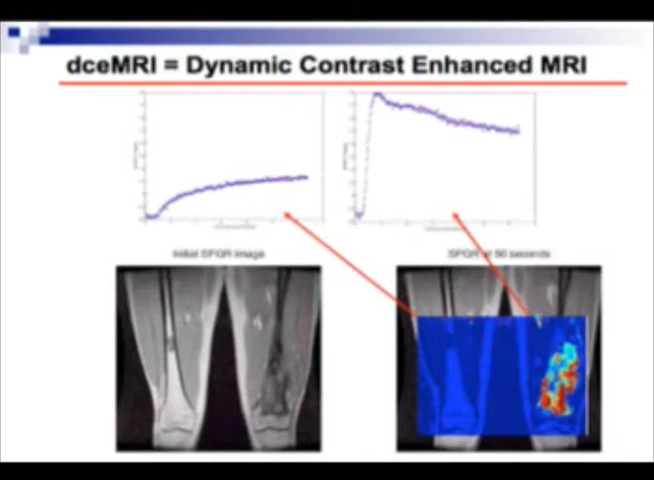 dceMRI = Dynamic Contrast Enhanced MRI
Initial SPGR image
SPGR at 90 seconds